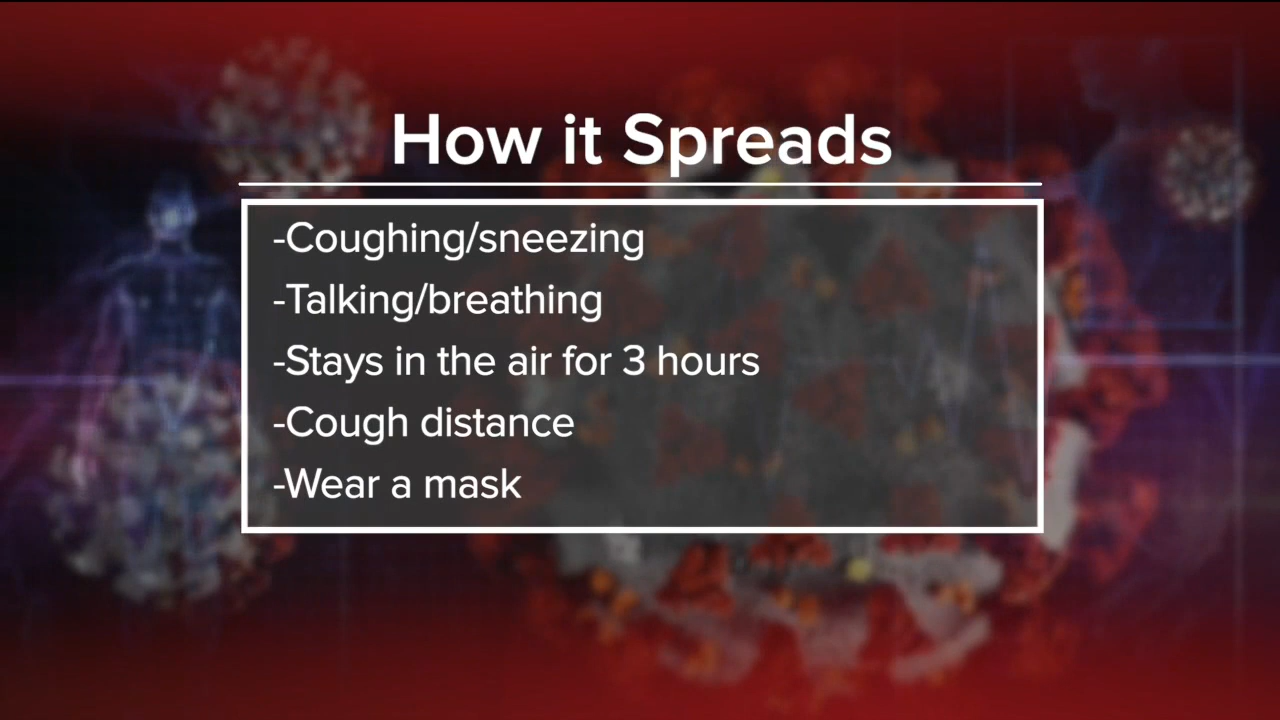 How it Spreads
-Coughing/sneezing
-Talking/breathing
-Stays in the air for 3 hours
-Cough distance
-Wear a mask